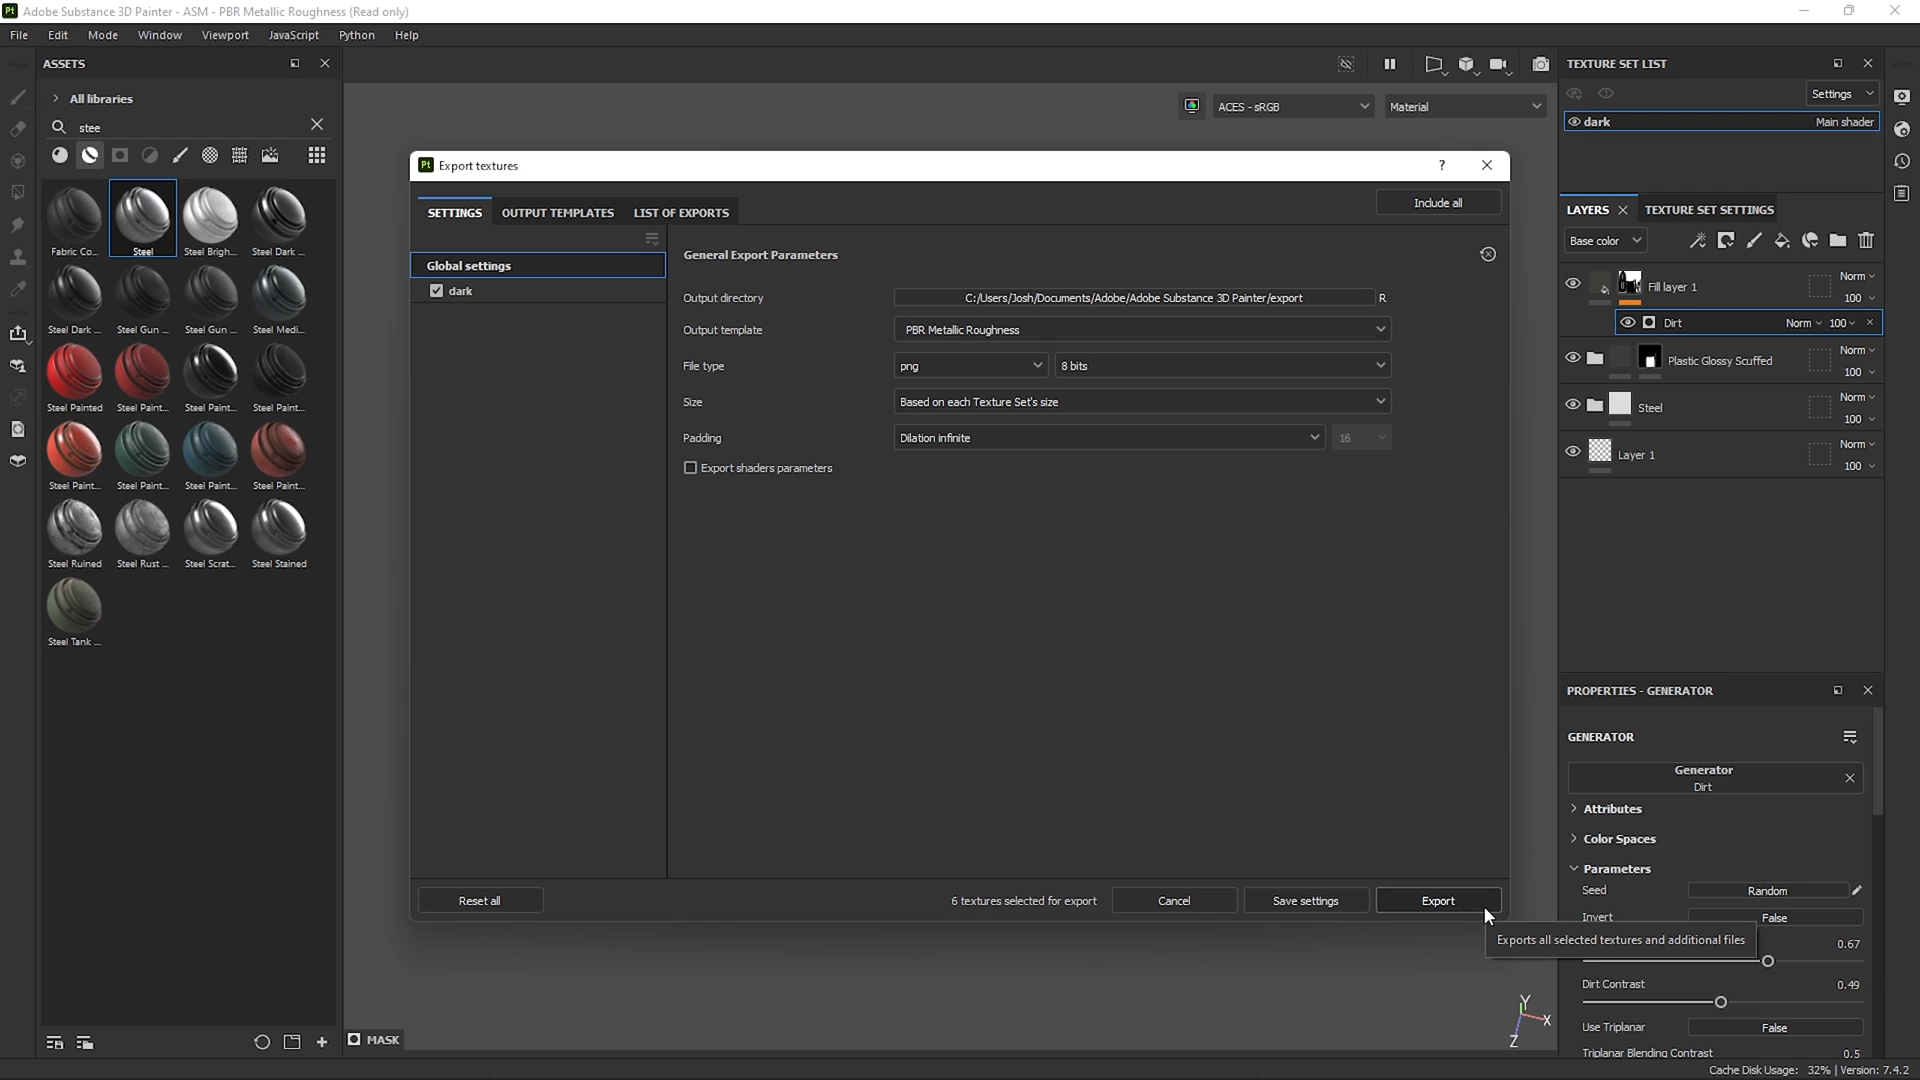 Adobe Substance 3D Painter - ASM - PBR Metallic Roughness (Read only)
File Edit Mode Window Viewport JavaScript Python Help
ASSETS
All libraries
stee
Fabric Co... Steel Steel Brigh... Steel Dark ...
Steel Dark ... Steel Gun ... Steel Gun ... Steel Medi...
Steel Painted Steel Paint... Steel Paint... Steel Paint...
Steel Paint... Steel Paint... Steel Paint... Steel Paint...
Steel Ruined Steel Rust ... Steel Scrat... Steel Stained
Steel Tank ...
ACES - sRGB Material
Pt Export textures ?
SETTINGS OUTPUT TEMPLATES LIST OF EXPORTS Include all
Global settings
dark
General Export Parameters
Output directory C:/Users/Josh/Documents/Adobe/Adobe Substance 3D Painter/export R
Output template PBR Metallic Roughness
File type png 8 bits
Size Based on each Texture Set's size
Padding Dilation infinite 16
Export shaders parameters
Reset all 6 textures selected for export Cancel Save settings Export
Exports all selected textures and additional files
MASK
Y
X
Z
TEXTURE SET LIST
Settings
dark Main shader
LAYERS TEXTURE SET SETTINGS
Base color
Fill layer 1 Norm
100
Dirt Norm 100
Plastic Glossy Scuffed Norm
100
Steel Norm
100
Layer 1 Norm
100
PROPERTIES - GENERATOR
GENERATOR
Generator
Dirt
Attributes
Color Spaces
Parameters
Seed Random
Invert False
0.67
Dirt Contrast 0.49
Use Triplanar False
Triplanar Blending Contrast 0.5
Cache Disk Usage: 32% | Version: 7.4.2